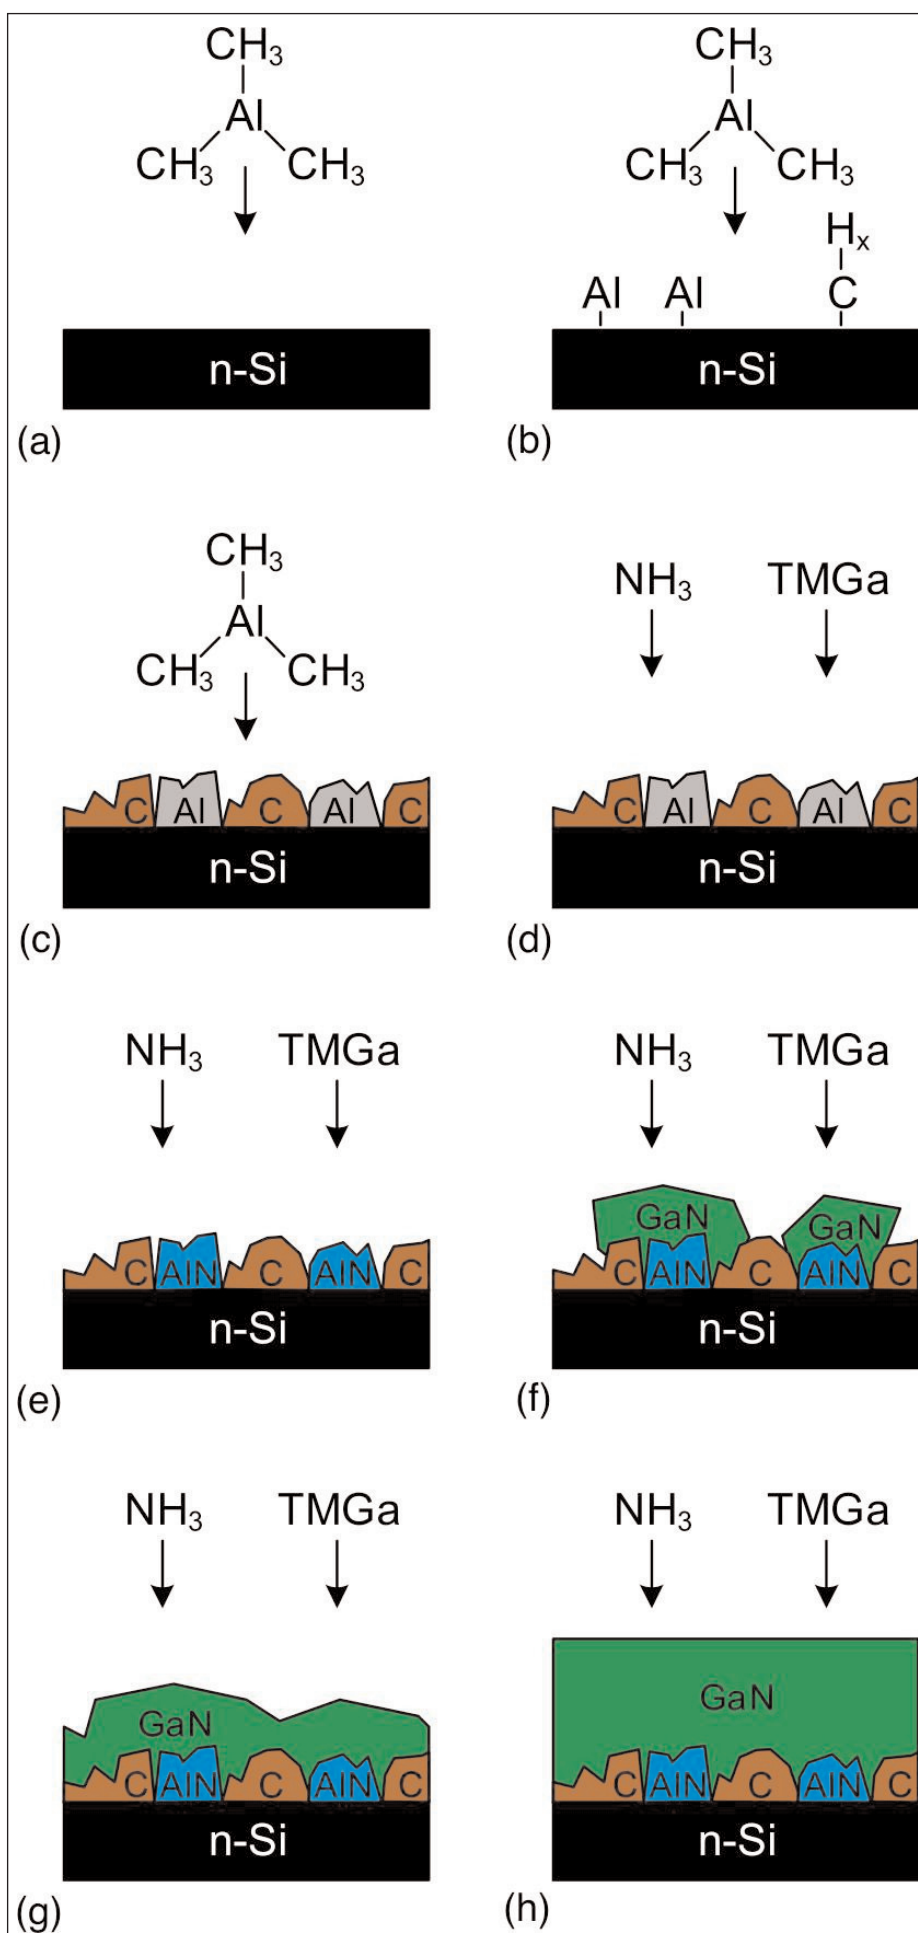 CH₃
Al
CH₃ CH₃
n-Si
(a)
CH₃
Al
CH₃ CH₃
Hₓ
Al Al C
n-Si
(b)
CH₃
Al
CH₃ CH₃
C Al C Al C
n-Si
(c)
NH₃ TMGa
C Al C Al C
n-Si
(d)
NH₃ TMGa
C AlN C AlN C
n-Si
(e)
NH₃ TMGa
GaN GaN
C AlN C AlN C
n-Si
(f)
NH₃ TMGa
GaN
C AlN C AlN C
n-Si
(g)
NH₃ TMGa
GaN
C AlN C AlN C
n-Si
(h)